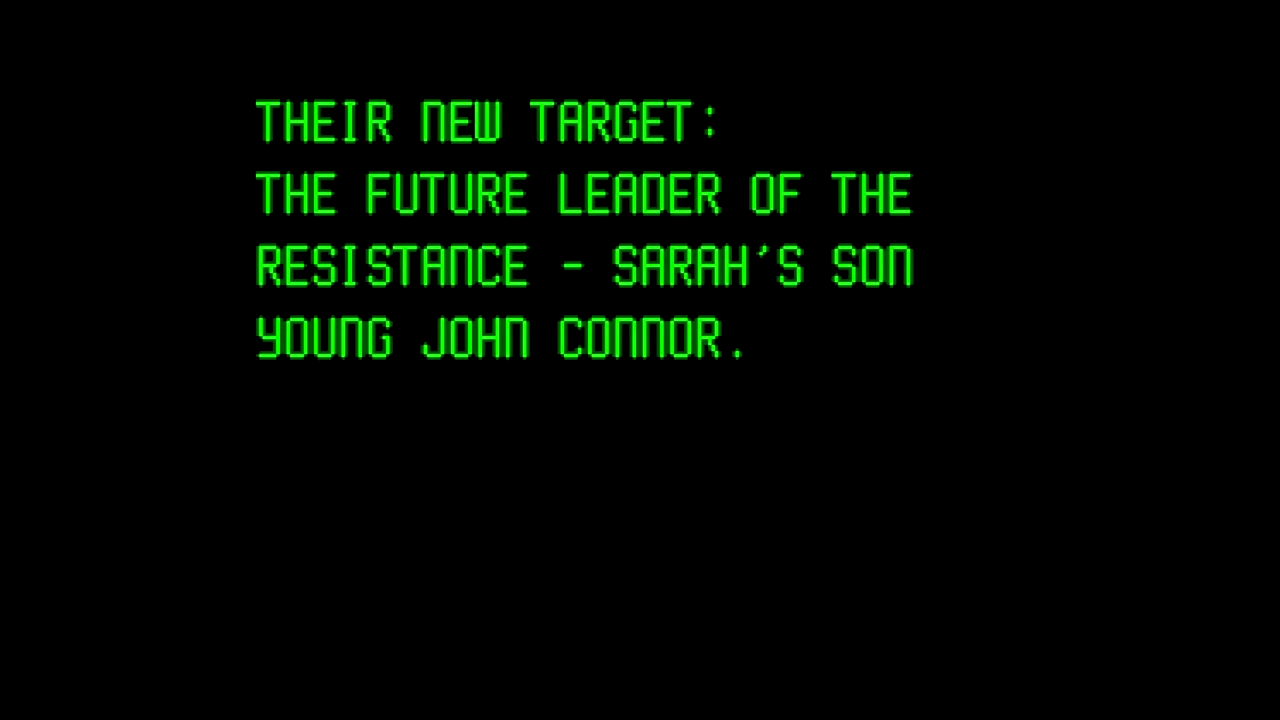 THEIR NEW TARGET:
THE FUTURE LEADER OF THE
RESISTANCE - SARAH'S SON
YOUNG JOHN CONNOR.